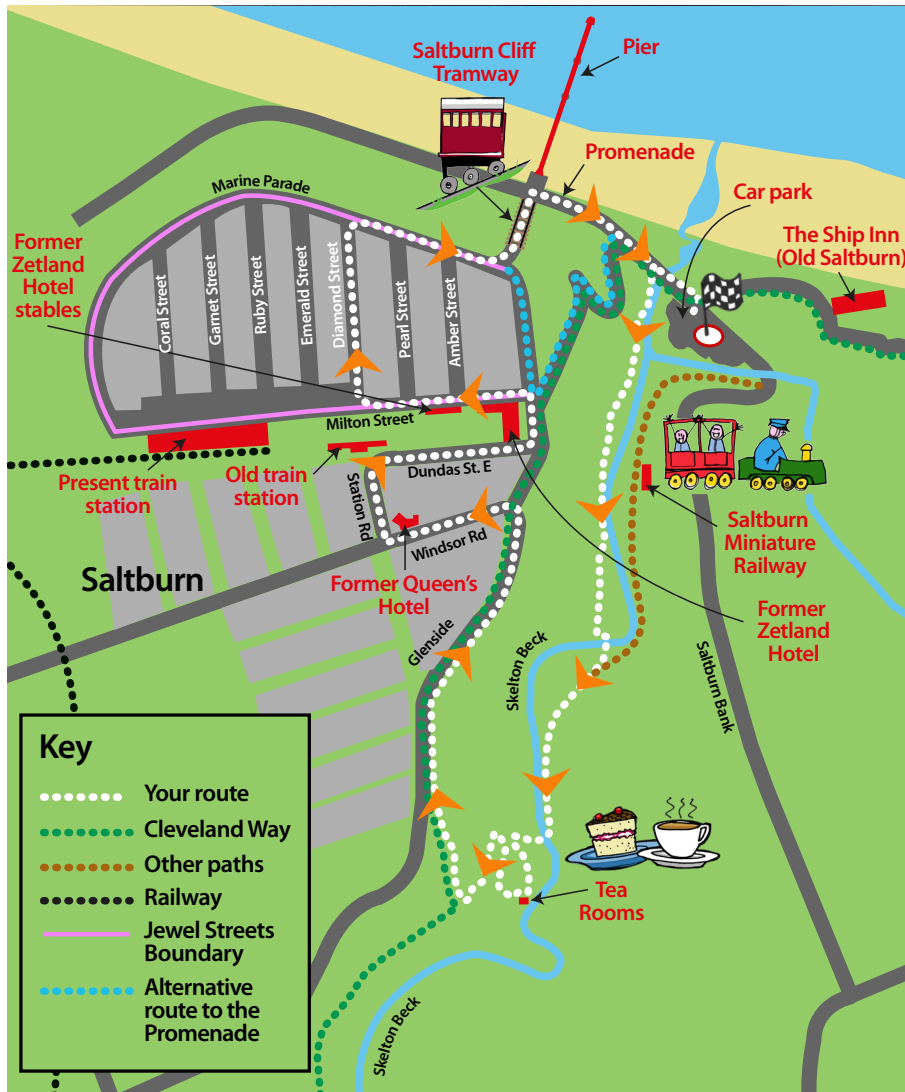 Saltburn Cliff
Tramway
Pier
Promenade
Marine Parade
Car park
Former
Zetland
Hotel
stables
The Ship Inn
(Old Saltburn)
Coral Street
Garnet Street
Ruby Street
Emerald Street
Diamond Street
Pearl Street
Amber Street
Milton Street
Present train
station
Old train
station
Dundas St. E
Station Rd
Windsor Rd
Saltburn
Former Queen's
Hotel
Saltburn
Miniature
Railway
Former
Zetland
Hotel
Glenside
Skelton Beck
Saltburn Bank
Key
Your route
Cleveland Way
Other paths
Railway
Jewel Streets
Boundary
Alternative
route to the
Promenade
Tea
Rooms
Skelton Beck